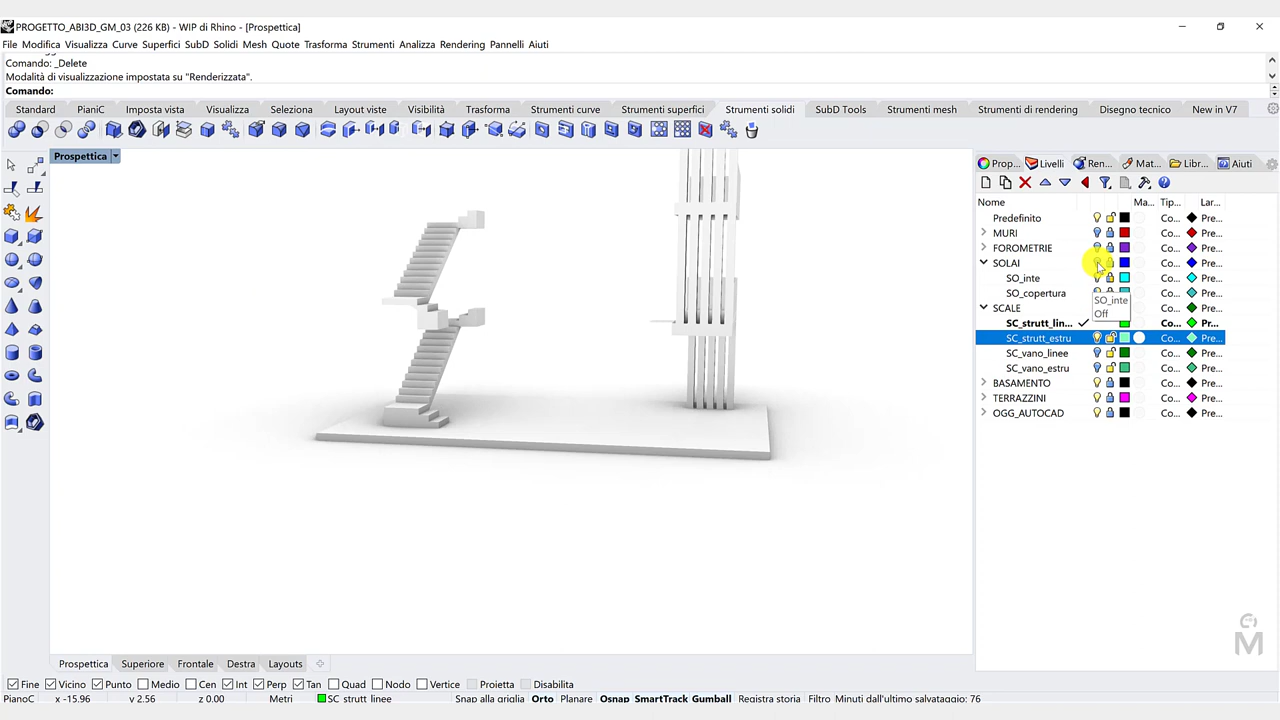 PROGETTO_ABI3D_GM_03 (226 KB) - WIP di Rhino - [Prospettica]
File Modifica Visualizza Curve Superfici SubD Solidi Mesh Quote Trasforma Strumenti Analizza Rendering Pannelli Aiuti
Comando: _Delete
Modalità di visualizzazione impostata su "Renderizzata".
Comando:
Standard PianiC Imposta vista Visualizza Seleziona Layout viste Visibilità Trasforma Strumenti curve Strumenti superfici Strumenti solidi SubD Tools Strumenti mesh Strumenti di rendering Disegno tecnico New in V7
Prospettica
Prop... Livelli Ren... Mat... Libr... Aiuti
Nome Ma... Tip... Lar...
Predefinito Co... Pre...
MURI Co... Pre...
FOROMETRIE Co... Pre...
SOLAI Co... Pre...
SO_inte Co... Pre...
SO_copertura Co... Pre...
SO_inte
Off
SCALE Co... Pre...
SC_strutt_lin... Co... Pr...
SC_strutt_estru Co... Pre...
SC_vano_linee Co... Pre...
SC_vano_estru Co... Pre...
BASAMENTO Co... Pre...
TERRAZZINI Co... Pre...
OGG_AUTOCAD Co... Pre...
M
Prospettica Superiore Frontale Destra Layouts
Fine Vicino Punto Medio Cen Int Perp Tan Quad Nodo Vertice Proietta Disabilita
PianoC x -15.96 y 2.56 z 0.00 Metri SC_strutt_linee Snap alla griglia Orto Planare Osnap SmartTrack Gumball Registra storia Filtro Minuti dall'ultimo salvataggio: 76